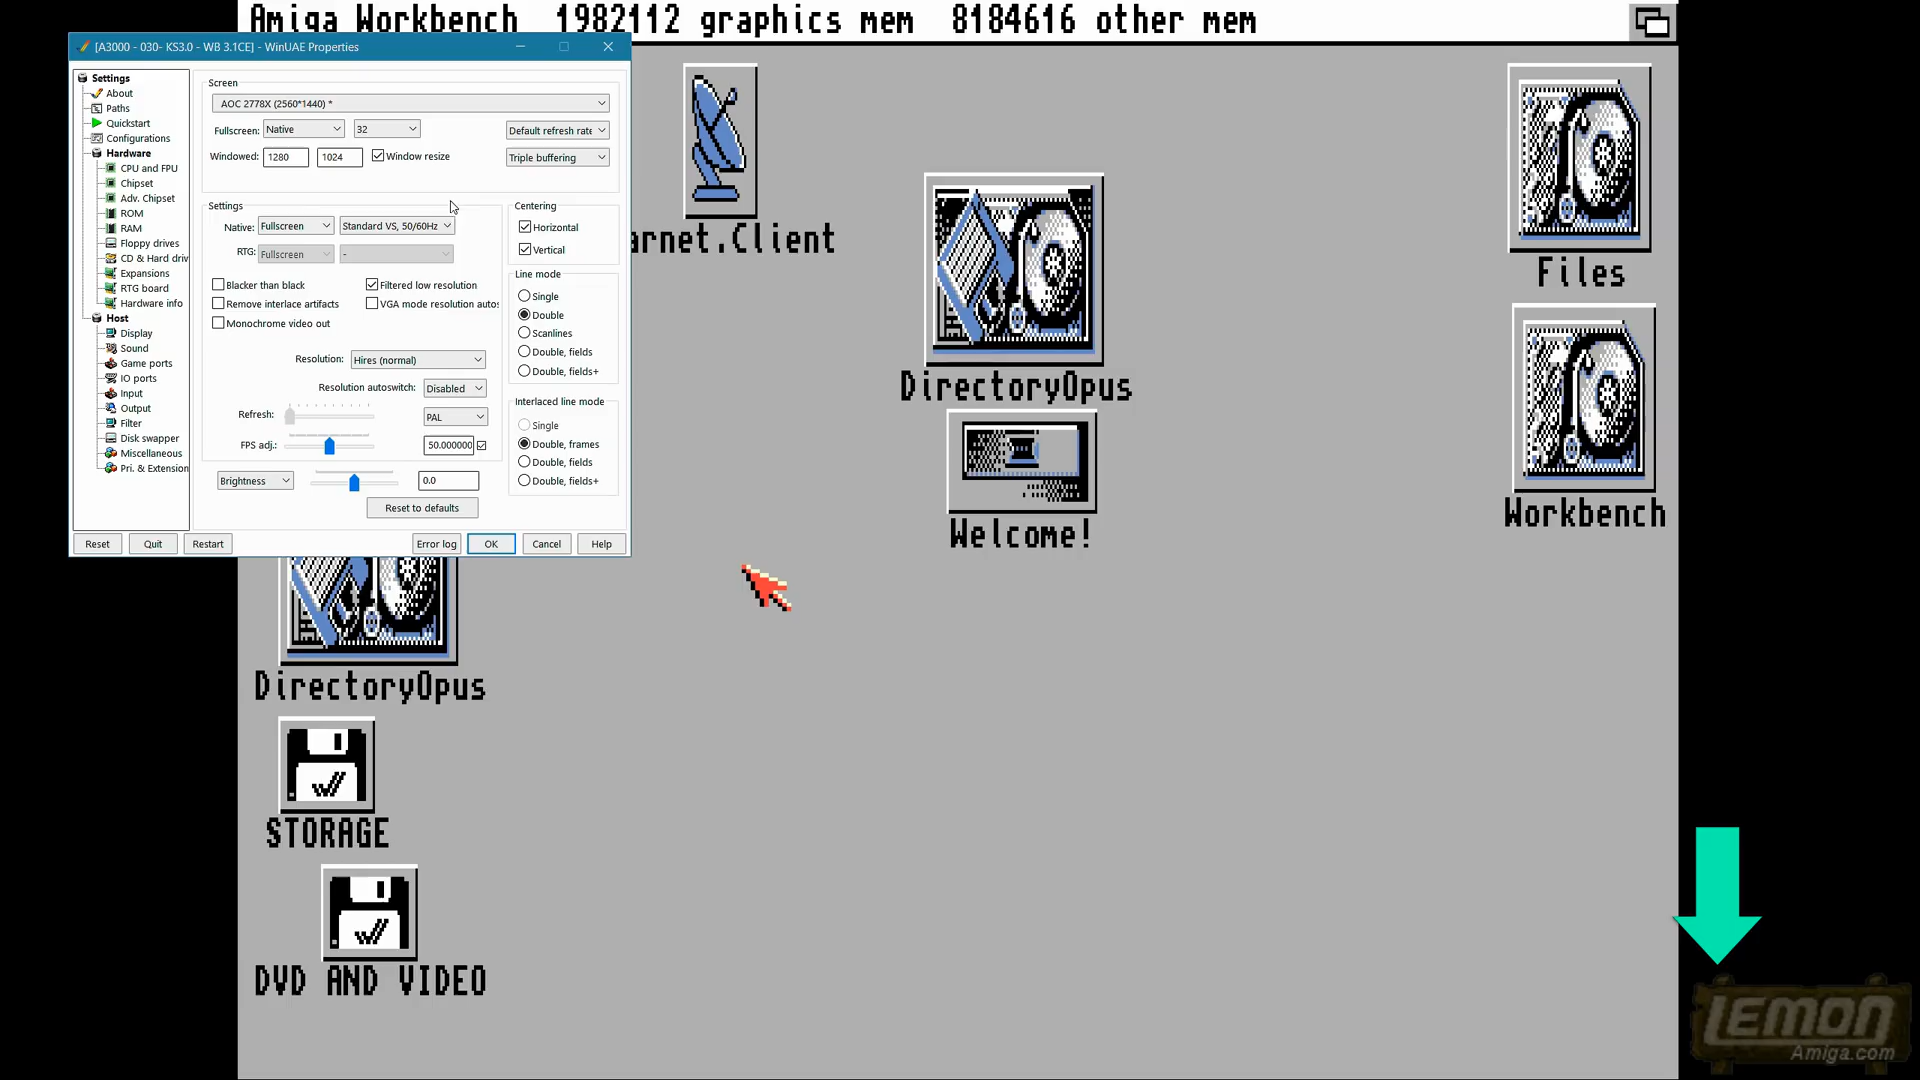 Amiga Workbench 1982112 graphics mem 8184616 other mem
[A3000 - 030- KS3.0 - WB 3.1CE] - WinUAE Properties
Settings
About
Paths
Quickstart
Configurations
Hardware
CPU and FPU
Chipset
Adv. Chipset
ROM
RAM
Floppy drives
CD & Hard driv
Expansions
RTG board
Hardware info
Host
Display
Sound
Game ports
IO ports
Input
Output
Filter
Disk swapper
Miscellaneous
Pri. & Extension
Screen
AOC 2778X (2560*1440) *
Fullscreen: Native 32 Default refresh rate
Windowed: 1280 1024 Window resize Triple buffering
Settings
Native: Fullscreen Standard VS, 50/60Hz
RTG: Fullscreen -
Blacker than black Filtered low resolution
Remove interlace artifacts VGA mode resolution autos
Monochrome video out
Resolution: Hires (normal)
Resolution autoswitch: Disabled
Refresh: PAL
FPS adj.: 50.000000
Brightness 0.0
Reset to defaults
Centering
Horizontal
Vertical
Line mode
Single
Double
Scanlines
Double, fields
Double, fields+
Interlaced line mode
Single
Double, frames
Double, fields
Double, fields+
Reset Quit Restart Error log OK Cancel Help
arnet.Client
DirectoryOpus
Welcome!
Files
Workbench
DirectoryOpus
STORAGE
DVD AND VIDEO
LEMON
Amiga.com